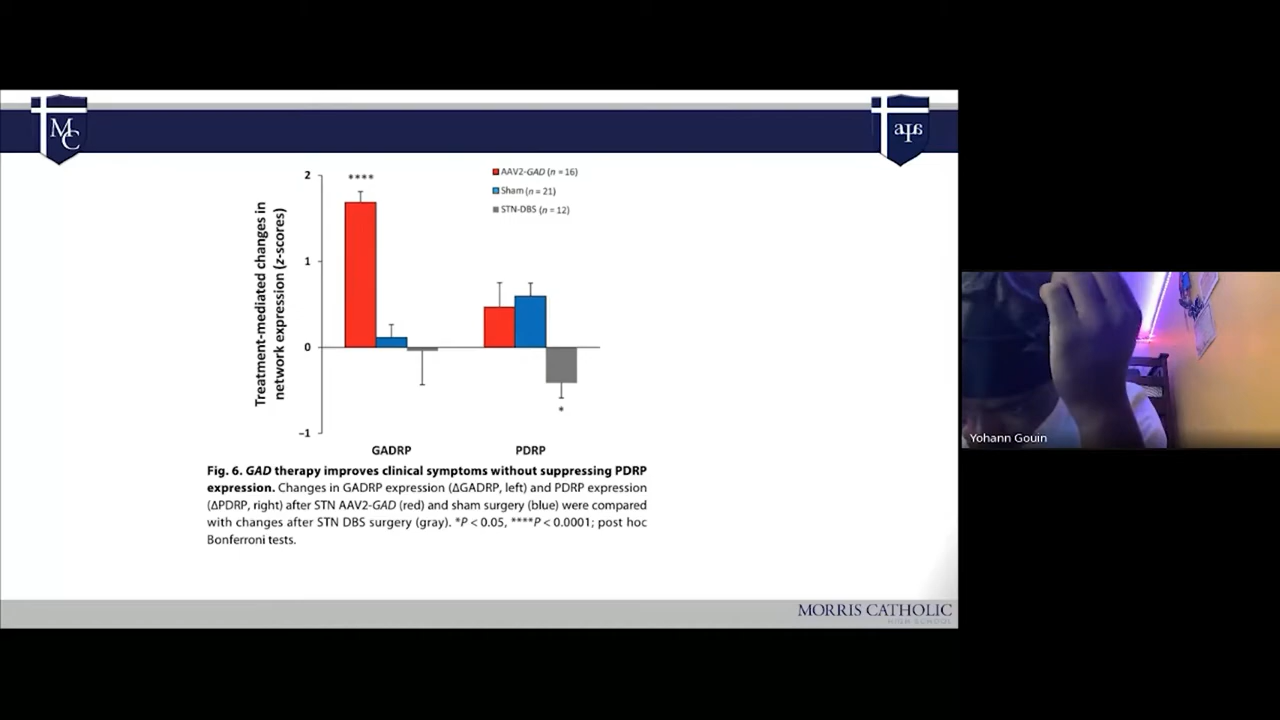 MC
2
****
AAV2-GAD (n = 16)
Sham (n = 21)
STN-DBS (n = 12)
Treatment-mediated changes in
network expression (z-scores)
1
0
*
–1
GADRP
PDRP
Fig. 6. GAD therapy improves clinical symptoms without suppressing PDRP
expression. Changes in GADRP expression (ΔGADRP, left) and PDRP expression
(ΔPDRP, right) after STN AAV2-GAD (red) and sham surgery (blue) were compared
with changes after STN DBS surgery (gray). *P < 0.05, ****P < 0.0001; post hoc
Bonferroni tests.
Yohann Gouin
MORRIS CATHOLIC
HIGH SCHOOL